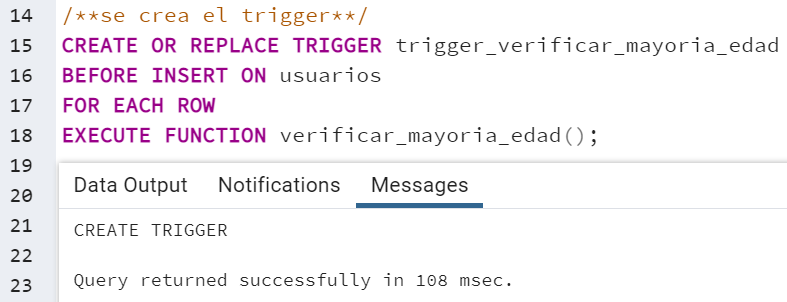 14 /**se crea el trigger**/
15 CREATE OR REPLACE TRIGGER trigger_verificar_mayoria_edad
16 BEFORE INSERT ON usuarios
17 FOR EACH ROW
18 EXECUTE FUNCTION verificar_mayoria_edad();
19
20 Data Output Notifications Messages
21 CREATE TRIGGER
22
23 Query returned successfully in 108 msec.